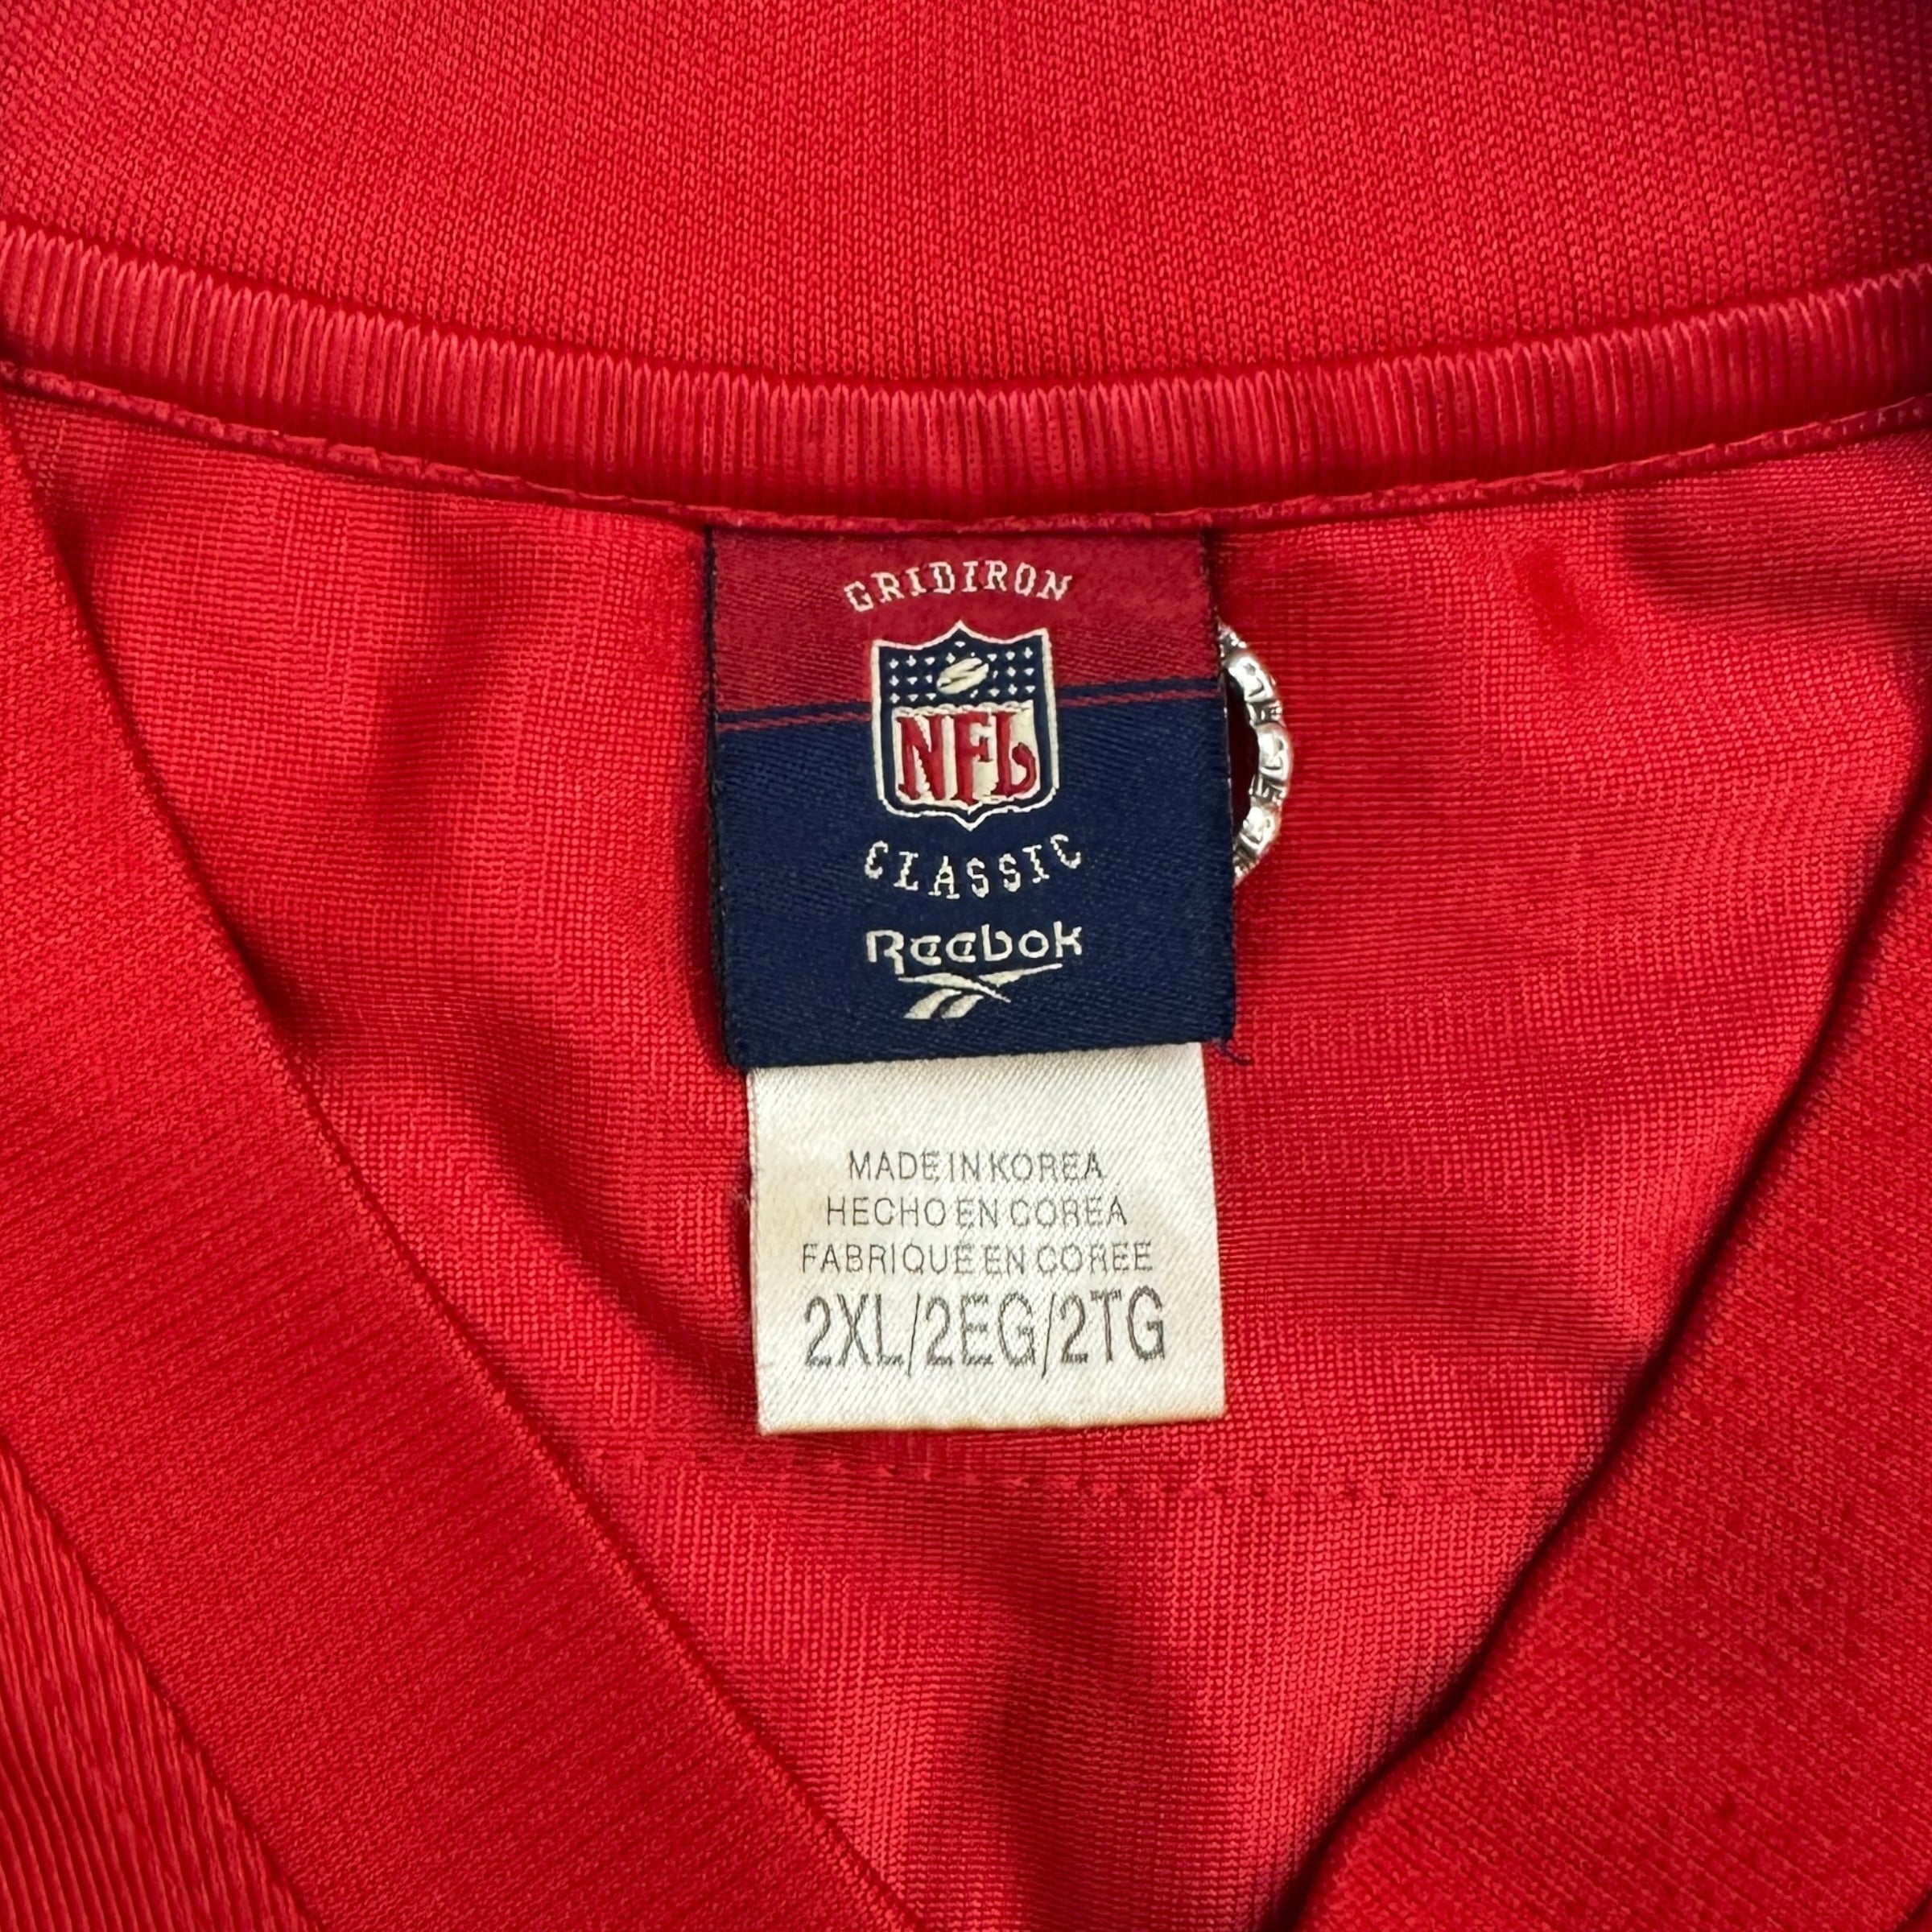 GRIDIRON
NFL
CLASSIC
Reebok
MADE IN KOREA
HECHO EN COREA
FABRIQUÉ EN COREE
2XL/2EG/2TG